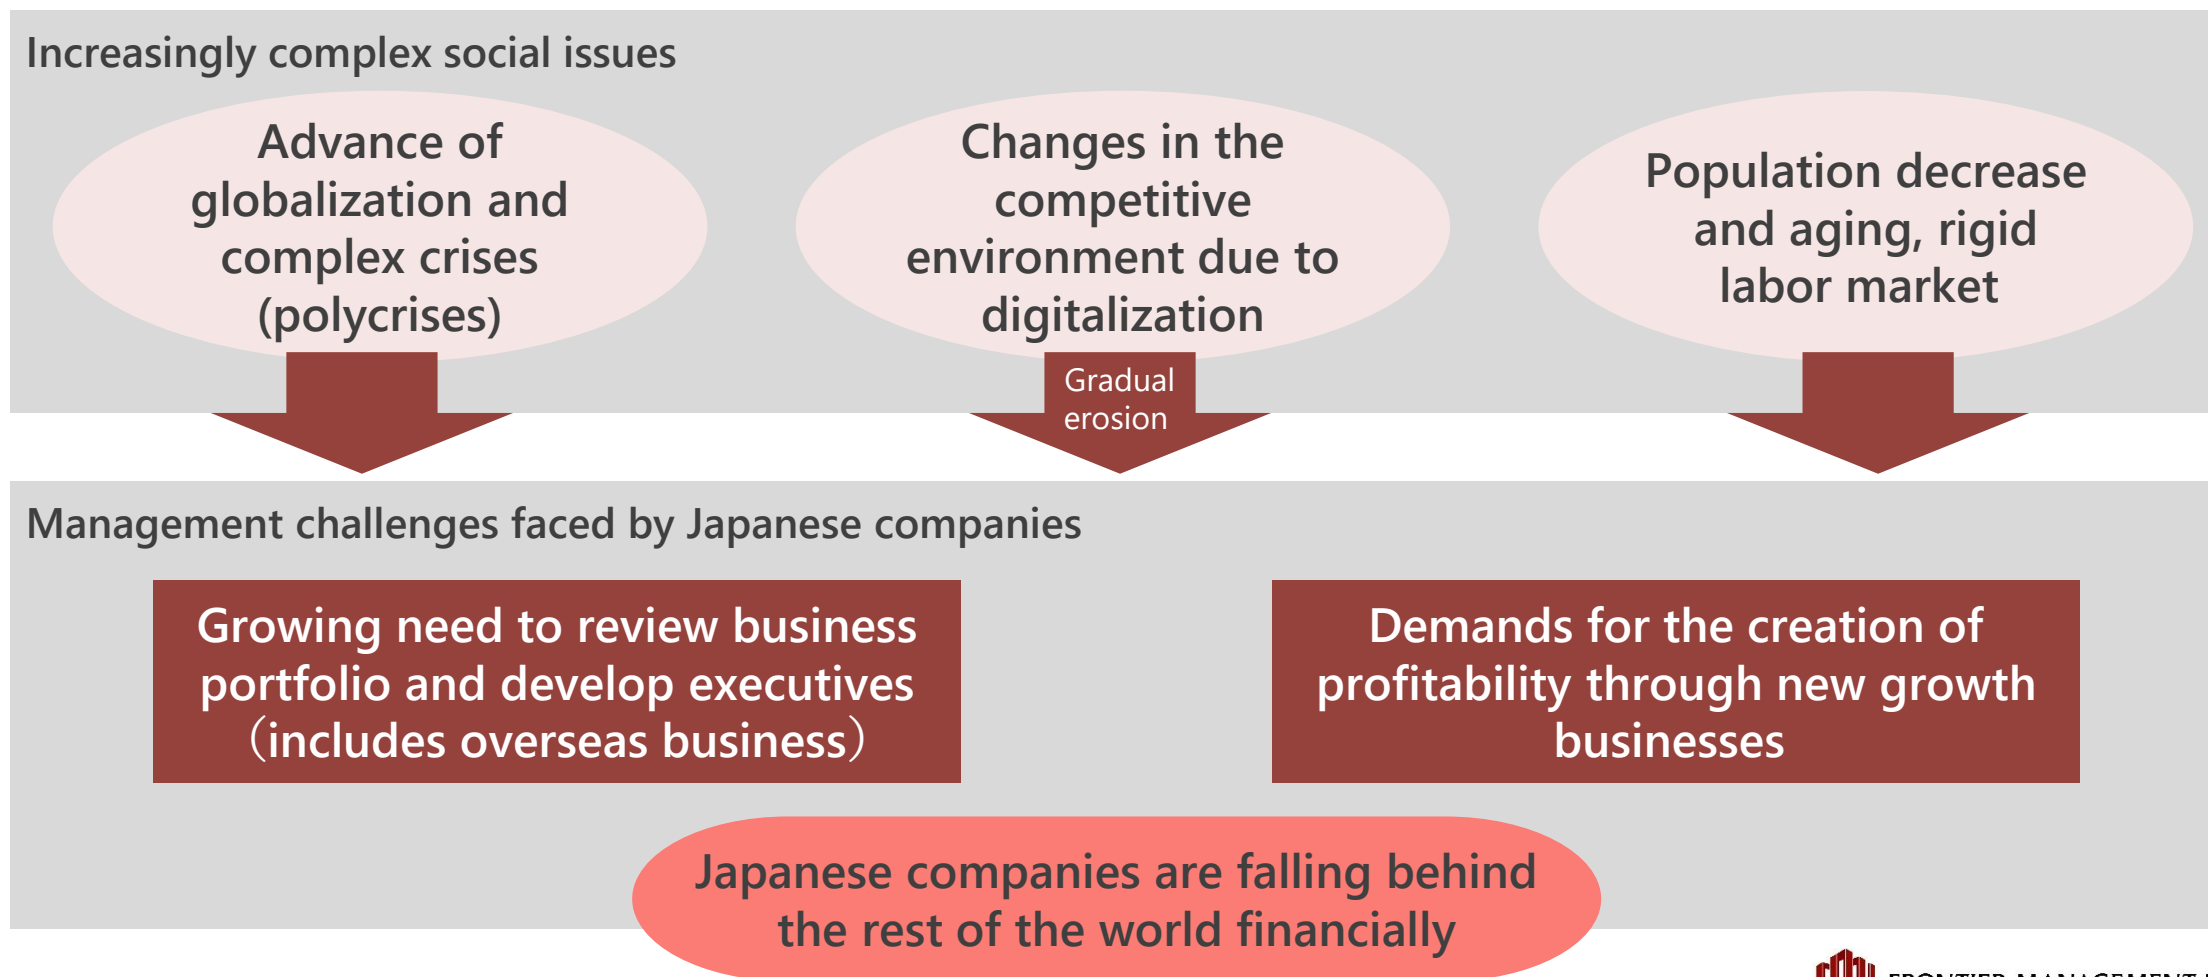 Increasingly complex social issues
Advance of
globalization and
complex crises
(polycrises)
Changes in the
competitive
environment due to
digitalization
Population decrease
and aging, rigid
labor market
Gradual
erosion
Management challenges faced by Japanese companies
Growing need to review business
portfolio and develop executives
（includes overseas business）
Demands for the creation of
profitability through new growth
businesses
Japanese companies are falling behind
the rest of the world financially
FRONTIER MANAGEMENT